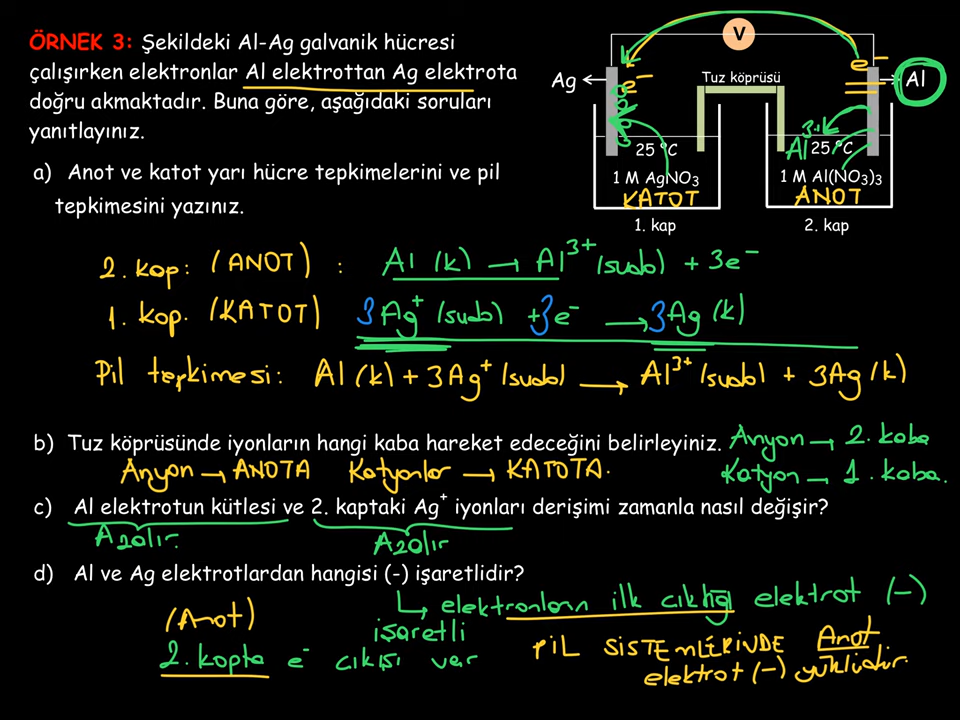 ÖRNEK 3: Şekildeki Al-Ag galvanik hücresi
çalışırken elektronlar Al elektrottan Ag elektrota
doğru akmaktadır. Buna göre, aşağıdaki soruları
yanıtlayınız.
a) Anot ve katot yarı hücre tepkimelerini ve pil
tepkimesini yazınız.
V
Ag
e⁻
Tuz köprüsü
e⁻
Al
Al³⁺
25 °C
25 °C
1 M AgNO₃
1 M Al(NO₃)₃
KATOT
ANOT
1. kap
2. kap
2. kap: (ANOT) : Al (k) → Al³⁺ (suda) + 3e⁻
1. kap. (KATOT) 3Ag⁺ (suda) + 3e⁻ → 3Ag (k)
Pil tepkimesi: Al (k) + 3Ag⁺ (suda) → Al³⁺ (suda) + 3Ag (k)
b) Tuz köprüsünde iyonların hangi kaba hareket edeceğini belirleyiniz.
Anyon → 2. kaba
Anyon → ANOTA Katyonlar → KATOTA.
Katyon → 1. kaba.
c) Al elektrotun kütlesi ve 2. kaptaki Ag⁺ iyonları derişimi zamanla nasıl değişir?
Azalır.
Azalır
d) Al ve Ag elektrotlardan hangisi (-) işaretlidir?
elektronların ilk çıktığı elektrot (-)
işaretli
(Anot)
2. kapta e⁻ çıkışı var
PİL SİSTEMLERİNDE Anot
elektrot (-) yüklüdür.